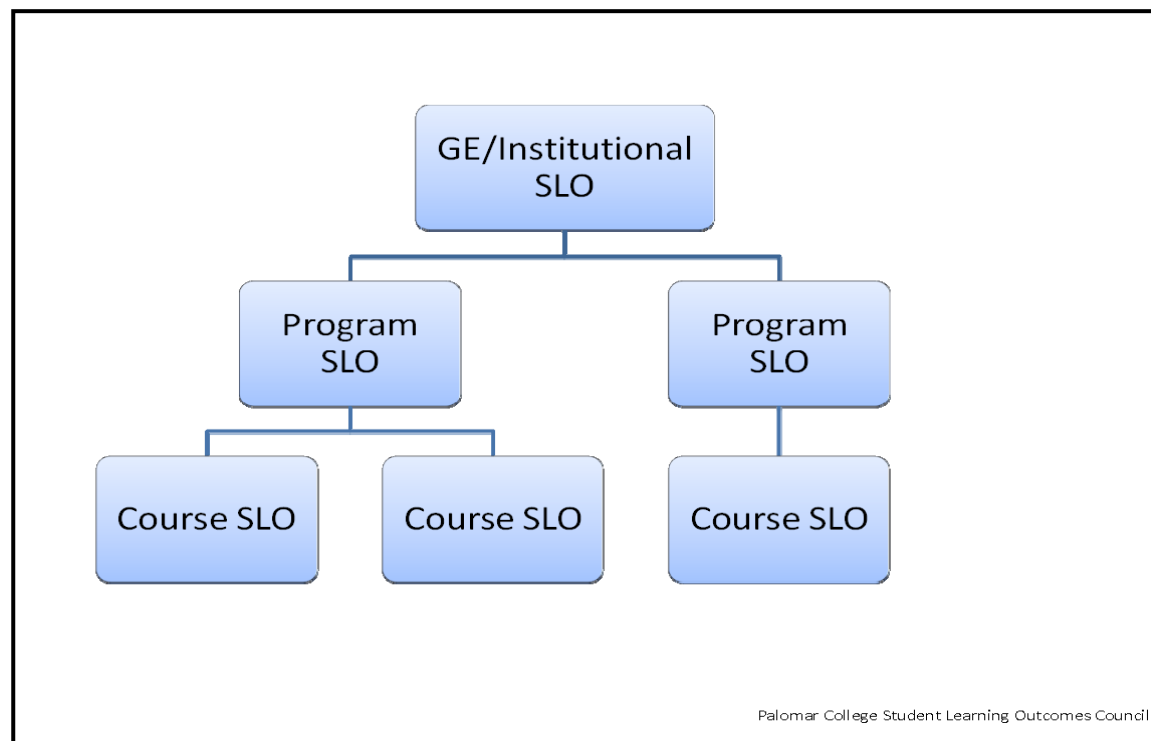 GE/Institutional
SLO
Program
SLO
Program
SLO
Course SLO
Course SLO
Course SLO
Palomar College Student Learning Outcomes Council